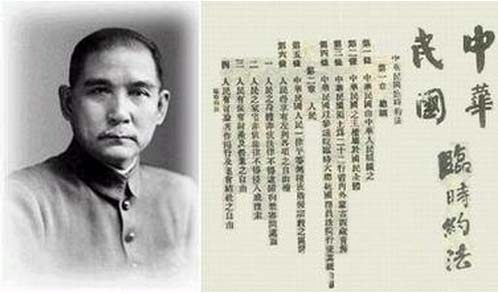 中華
民國
臨時約法
中華民國臨時約法
第一章 總綱
第一條 中華民國由中華人民組織之
第二條 中華民國之主權屬於國民全體
第三條 中華民國領土為二十二行省內外蒙古西藏青海
第四條 中華民國以參議院臨時大總統國務員法院行使其統
第二章 人民
第五條 中華民國人民一律平等無種族階級宗教之區別
第六條 人民得享有左列各項之自由權
一 人民之身體非依法律不得逮捕拘禁審問處罰
二 人民之家宅非依法律不得侵入或搜索
三 人民有保有財產及營業之自由
四 人民有言論著作刊行及集會結社之自由